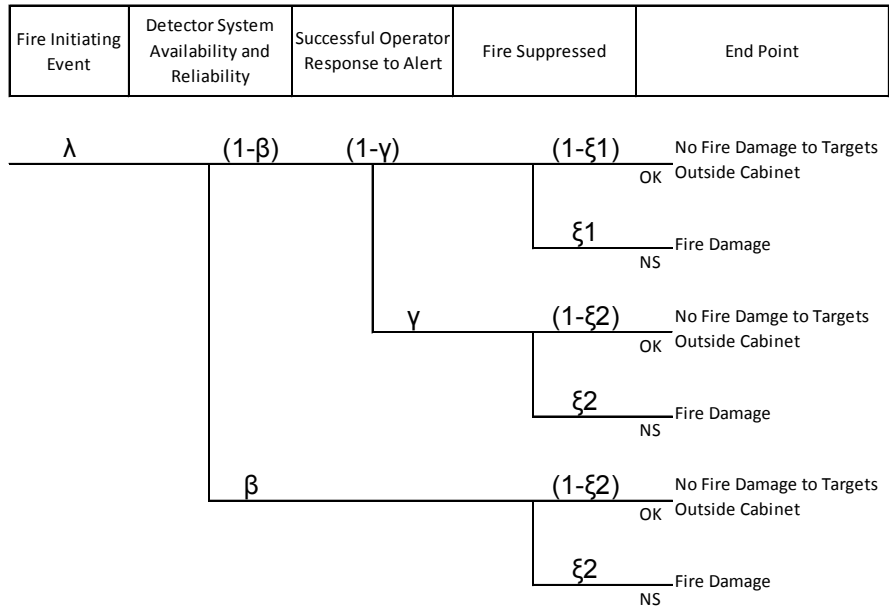 Fire Initiating
Event
Detector System
Availability and
Reliability
Successful Operator
Response to Alert
Fire Suppressed
End Point
λ
(1-β)
(1-γ)
(1-ξ1)
No Fire Damage to Targets
OK
Outside Cabinet
ξ1
Fire Damage
NS
γ
(1-ξ2)
No Fire Damge to Targets
OK
Outside Cabinet
ξ2
Fire Damage
NS
β
(1-ξ2)
No Fire Damage to Targets
OK
Outside Cabinet
ξ2
Fire Damage
NS